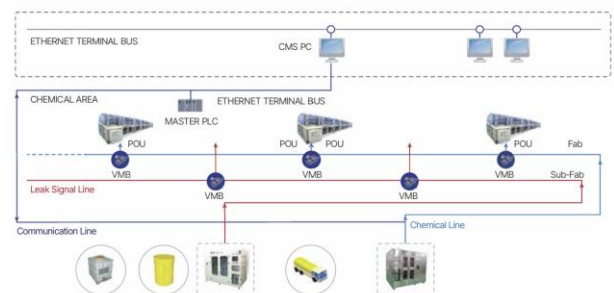 ETHERNET TERMINAL BUS
CMS PC
CHEMICAL AREA
ETHERNET TERMINAL BUS
MASTER PLC
POU
POU
POU
POU
Fab
VMB
VMB
VMB
Sub-Fab
Leak Signal Line
VMB
VMB
Communication Line
Chemical Line